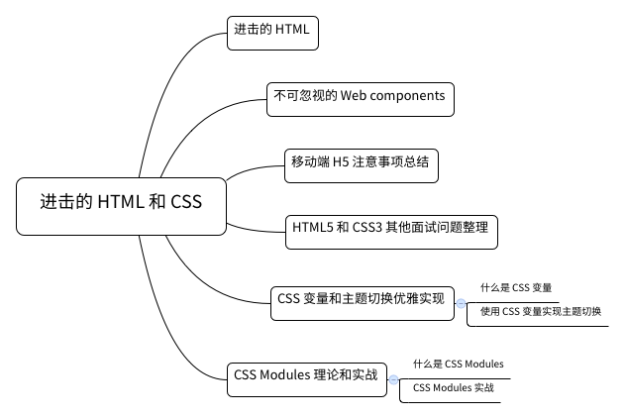 进击的 HTML
不可忽视的 Web components
移动端 H5 注意事项总结
进击的 HTML 和 CSS
HTML5 和 CSS3 其他面试问题整理
CSS 变量和主题切换优雅实现
什么是 CSS 变量
使用 CSS 变量实现主题切换
CSS Modules 理论和实战
什么是 CSS Modules
CSS Modules 实战